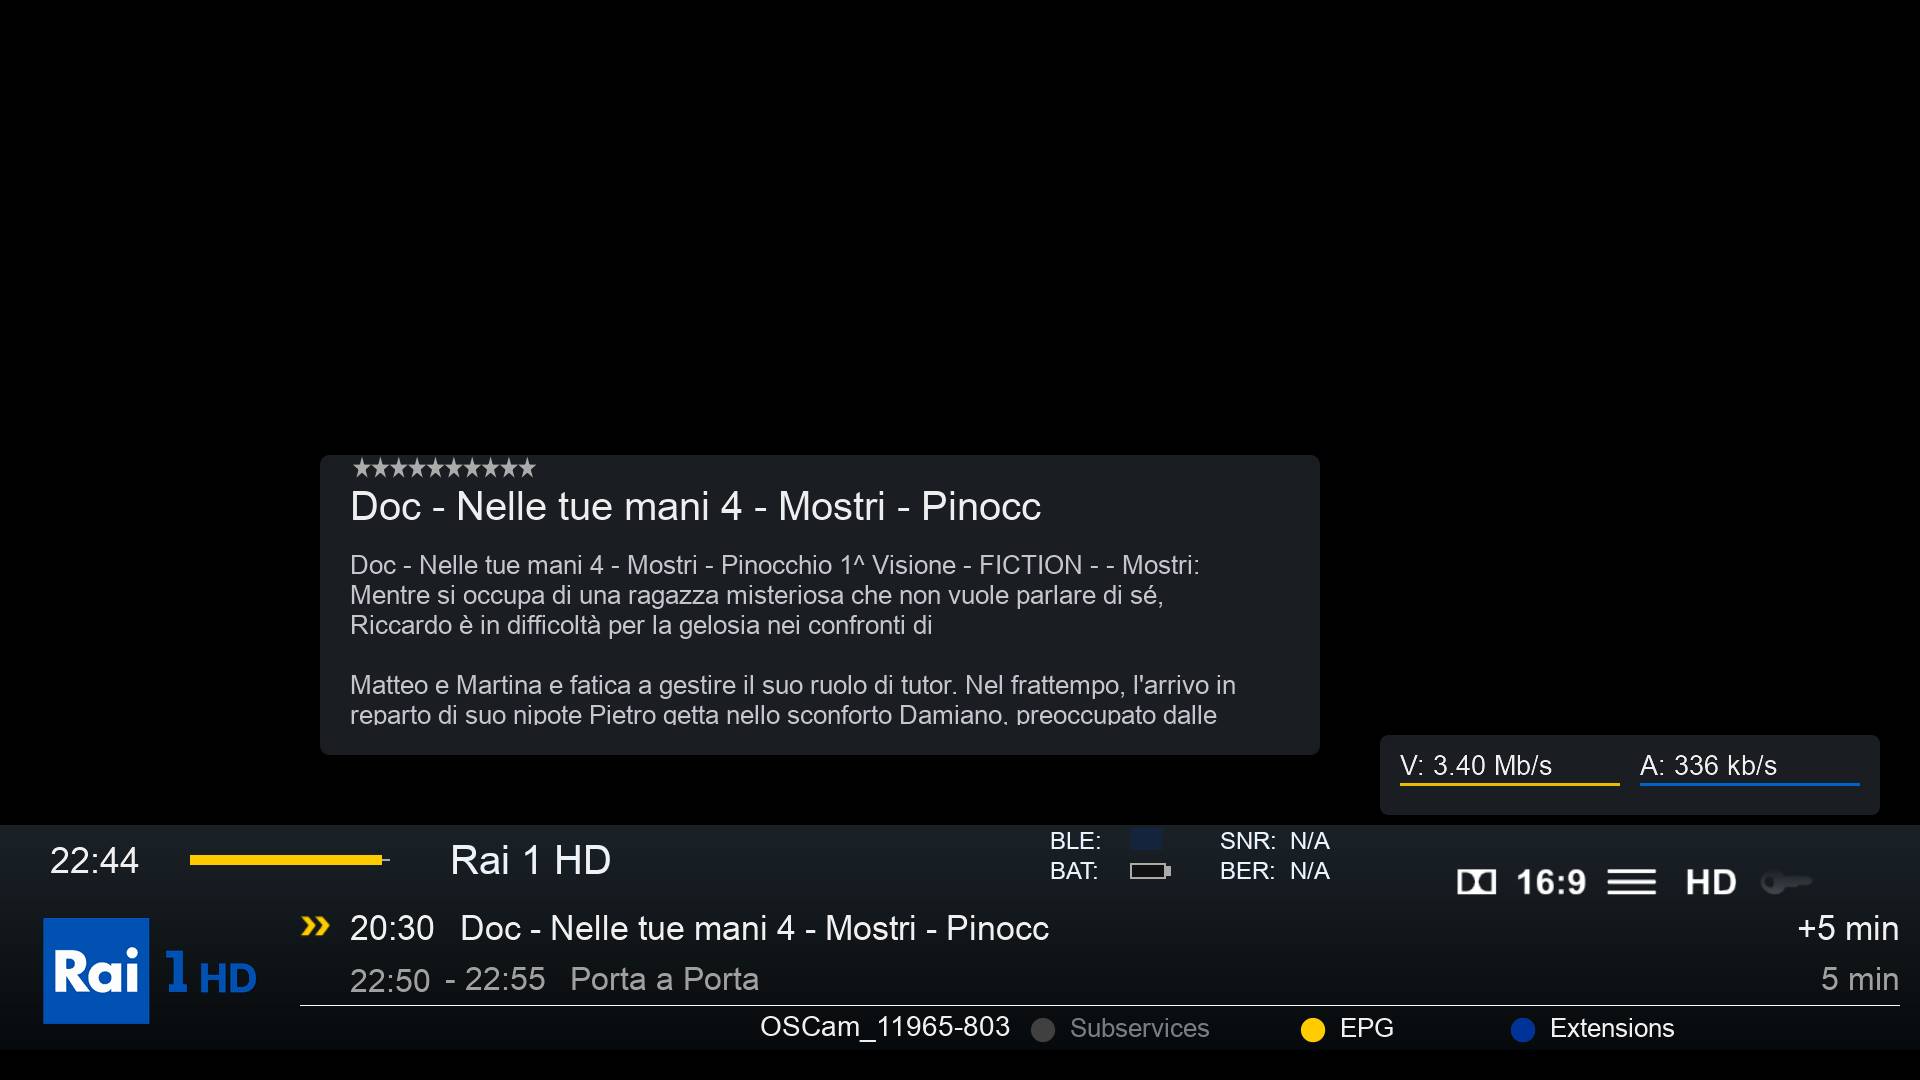 Doc - Nelle tue mani 4 - Mostri - Pinocc
Doc - Nelle tue mani 4 - Mostri - Pinocchio 1^ Visione - FICTION - - Mostri:
Mentre si occupa di una ragazza misteriosa che non vuole parlare di sé,
Riccardo è in difficoltà per la gelosia nei confronti di
Matteo e Martina e fatica a gestire il suo ruolo di tutor. Nel frattempo, l'arrivo in
reparto di suo nipote Pietro getta nello sconforto Damiano, preoccupato dalle
V: 3.40 Mb/s A: 336 kb/s
22:44 Rai 1 HD
BLE: SNR: N/A
BAT: BER: N/A
16:9 HD
20:30 Doc - Nelle tue mani 4 - Mostri - Pinocc +5 min
Rai 1 HD
22:50 - 22:55 Porta a Porta 5 min
OSCam_11965-803 Subservices EPG Extensions